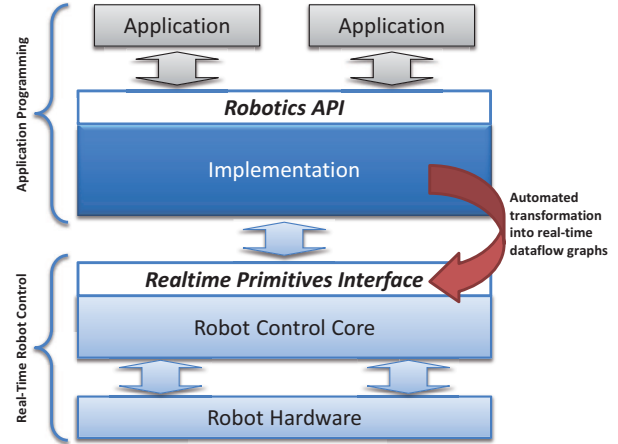 Application Programming
Application
Application
Robotics API
Implementation
Automated
transformation
into real-time
dataflow graphs
Real-Time Robot Control
Realtime Primitives Interface
Robot Control Core
Robot Hardware